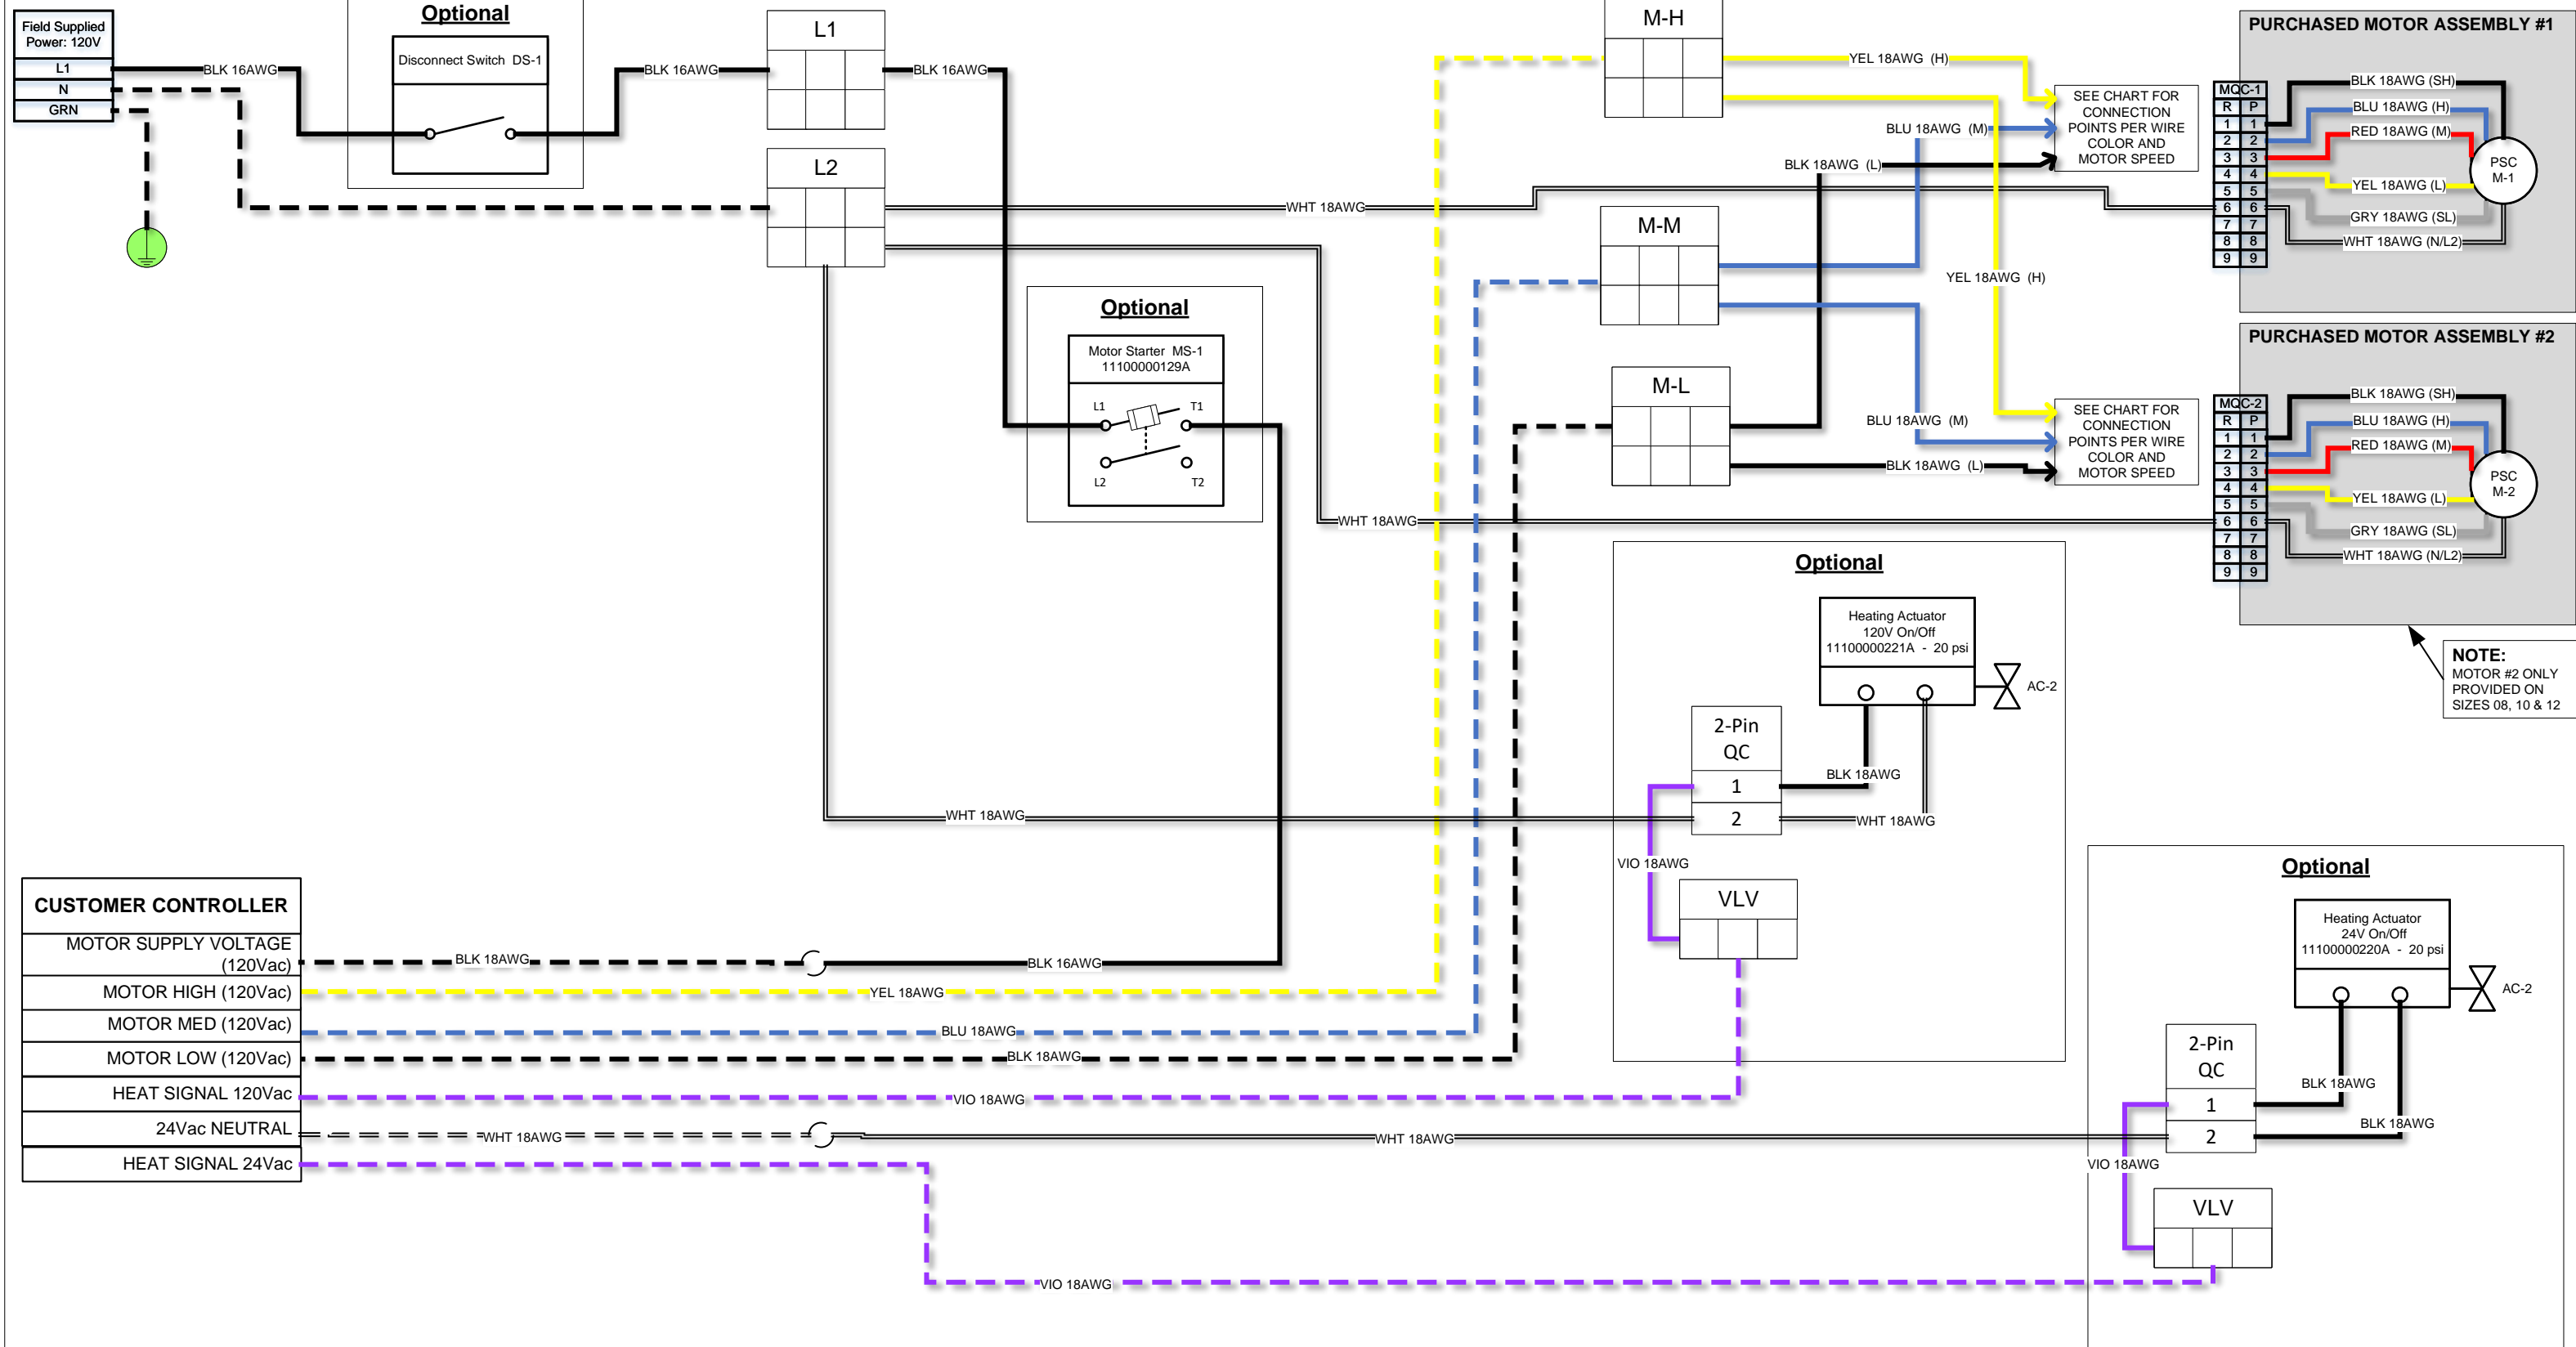 Field Supplied
Power: 120V
L1
N
GRN
BLK 16AWG
Optional
Disconnect Switch  DS-1
BLK 16AWG
L1
BLK 16AWG
L2
WHT 18AWG
Optional
Motor Starter  MS-1
11100000129A
L1
T1
L2
T2
WHT 18AWG
WHT 18AWG
M-H
YEL 18AWG  (H)
BLU 18AWG  (M)
BLK 18AWG  (L)
M-M
YEL 18AWG  (H)
M-L
BLU 18AWG  (M)
BLK 18AWG  (L)
SEE CHART FOR
CONNECTION
POINTS PER WIRE
COLOR AND
MOTOR SPEED
SEE CHART FOR
CONNECTION
POINTS PER WIRE
COLOR AND
MOTOR SPEED
PURCHASED MOTOR ASSEMBLY #1
MQC-1
R P
1 1
2 2
3 3
4 4
5 5
6 6
7 7
8 8
9 9
BLK 18AWG (SH)
BLU 18AWG (H)
RED 18AWG (M)
YEL 18AWG (L)
GRY 18AWG (SL)
WHT 18AWG (N/L2)
PSC
M-1
PURCHASED MOTOR ASSEMBLY #2
MQC-2
R P
1 1
2 2
3 3
4 4
5 5
6 6
7 7
8 8
9 9
BLK 18AWG (SH)
BLU 18AWG (H)
RED 18AWG (M)
YEL 18AWG (L)
GRY 18AWG (SL)
WHT 18AWG (N/L2)
PSC
M-2
NOTE:
MOTOR #2 ONLY
PROVIDED ON
SIZES 08, 10 & 12
Optional
Heating Actuator
120V On/Off
11100000221A  -  20 psi
AC-2
2-Pin
QC
1
2
BLK 18AWG
WHT 18AWG
VIO 18AWG
VLV
CUSTOMER CONTROLLER
MOTOR SUPPLY VOLTAGE
(120Vac)
MOTOR HIGH (120Vac)
MOTOR MED (120Vac)
MOTOR LOW (120Vac)
HEAT SIGNAL 120Vac
24Vac NEUTRAL
HEAT SIGNAL 24Vac
BLK 18AWG
BLK 16AWG
YEL 18AWG
BLU 18AWG
BLK 18AWG
VIO 18AWG
WHT 18AWG
WHT 18AWG
VIO 18AWG
Optional
Heating Actuator
24V On/Off
11100000220A  -  20 psi
AC-2
2-Pin
QC
1
2
BLK 18AWG
BLK 18AWG
VIO 18AWG
VLV